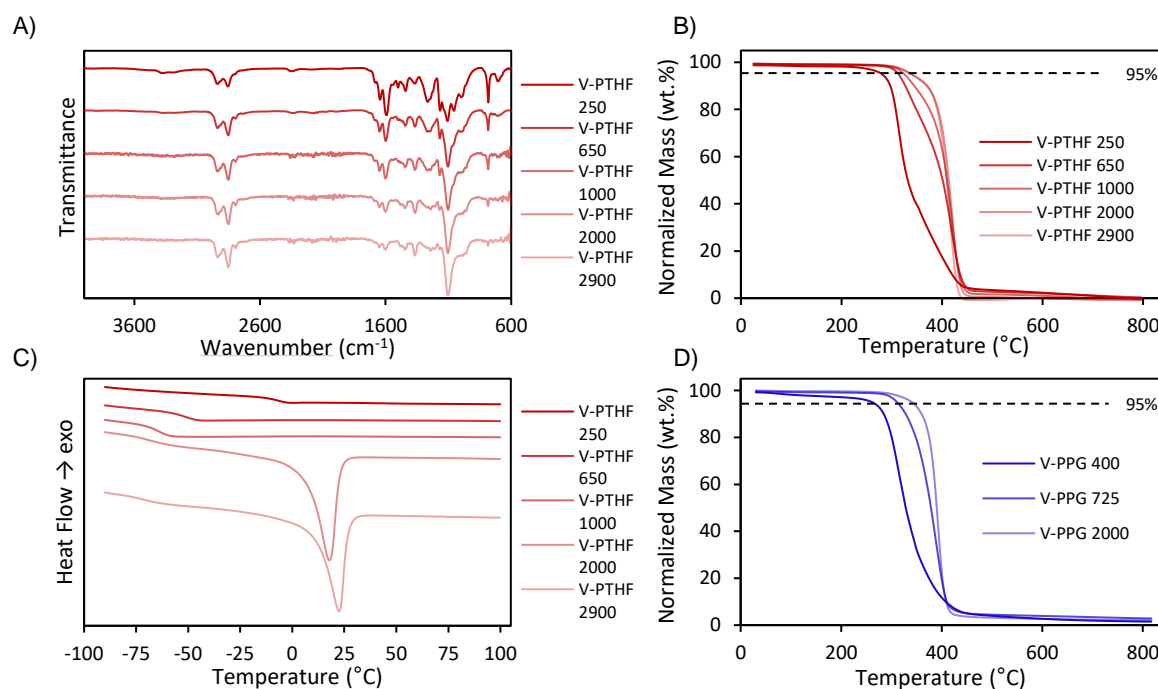 A)
Transmittance
3600
2600
1600
600
Wavenumber (cm⁻¹)
V-PTHF
250
V-PTHF
650
V-PTHF
1000
V-PTHF
2000
V-PTHF
2900
B)
Normalized Mass (wt.%)
100
80
60
40
20
0
0
200
400
600
800
Temperature (°C)
95%
V-PTHF 250
V-PTHF 650
V-PTHF 1000
V-PTHF 2000
V-PTHF 2900
C)
Heat Flow → exo
-100
-75
-50
-25
0
25
50
75
100
Temperature (°C)
V-PTHF
250
V-PTHF
650
V-PTHF
1000
V-PTHF
2000
V-PTHF
2900
D)
Normalized Mass (wt.%)
100
80
60
40
20
0
0
200
400
600
800
Temperature (°C)
95%
V-PPG 400
V-PPG 725
V-PPG 2000